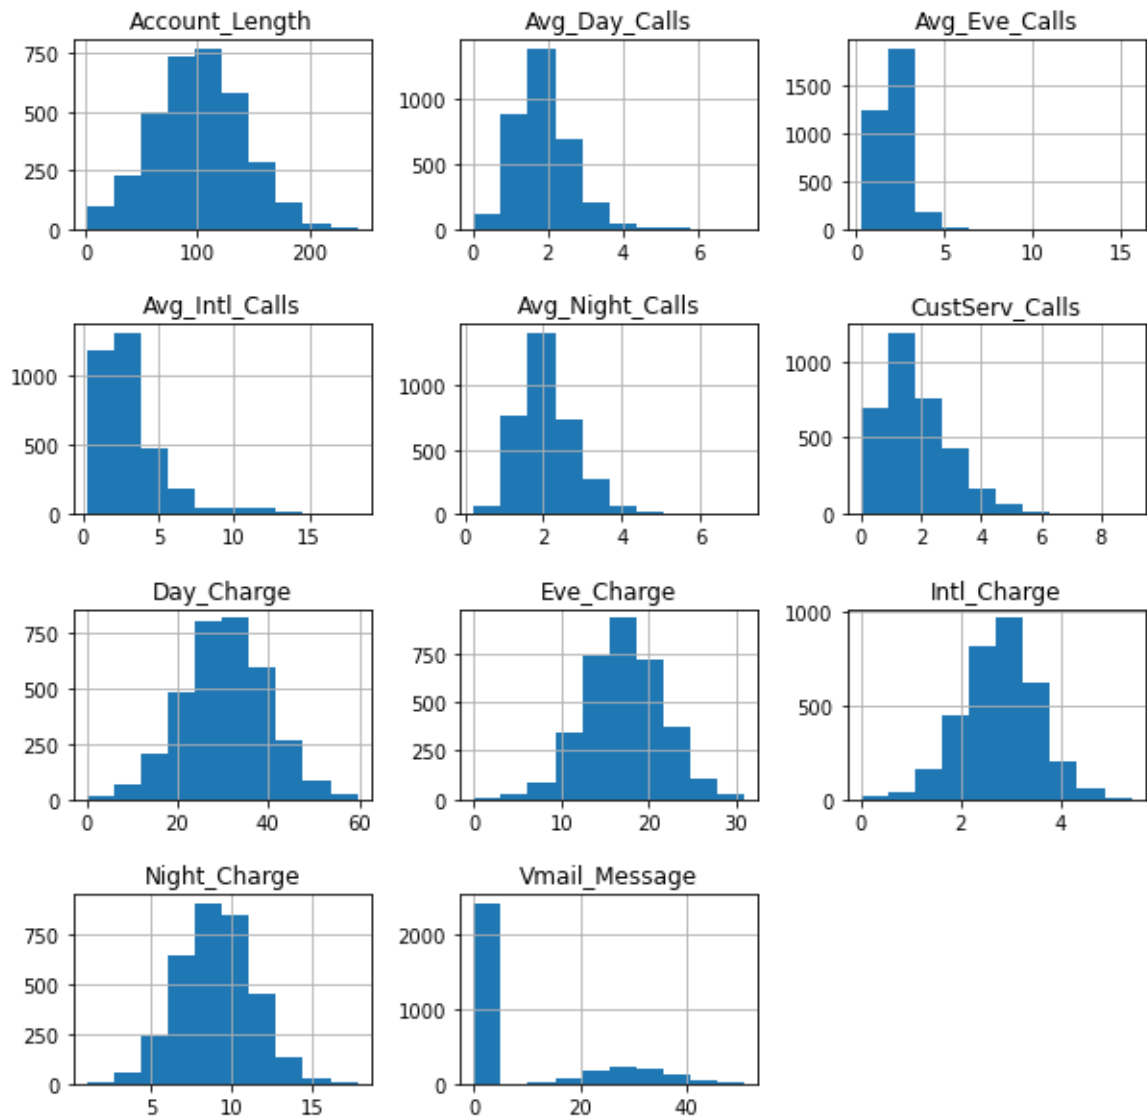 Account_Length Avg_Day_Calls Avg_Eve_Calls
750 500 250 0
0 100 200
1000 500 0
0 2 4 6
1500 1000 500 0
0 5 10 15
Avg_Intl_Calls Avg_Night_Calls CustServ_Calls
1000 500 0
0 5 10 15
1000 500 0
0 2 4 6
1000 500 0
0 2 4 6 8
Day_Charge Eve_Charge Intl_Charge
750 500 250 0
0 20 40 60
750 500 250 0
0 10 20 30
1000 500 0
0 2 4
Night_Charge Vmail_Message
750 500 250 0
5 10 15
2000 1000 0
0 20 40